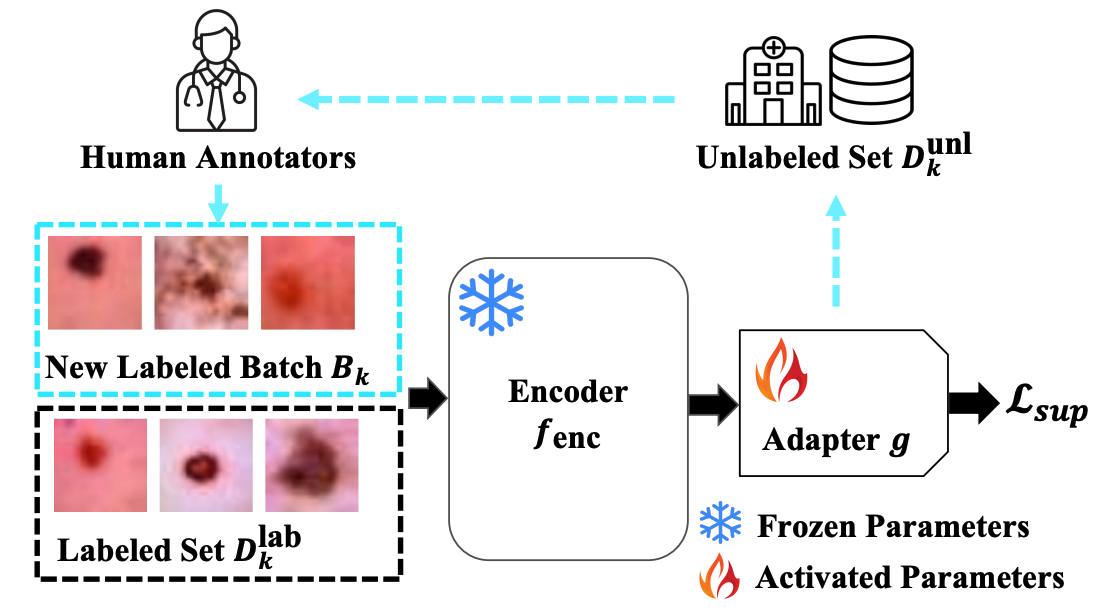 Human Annotators
Unlabeled Set $D_k^{\text{unl}}$
New Labeled Batch $B_k$
Labeled Set $D_k^{\text{lab}}$
Encoder
$f_{\text{enc}}$
Adapter $g$
$\mathcal{L}_{sup}$
Frozen Parameters
Activated Parameters